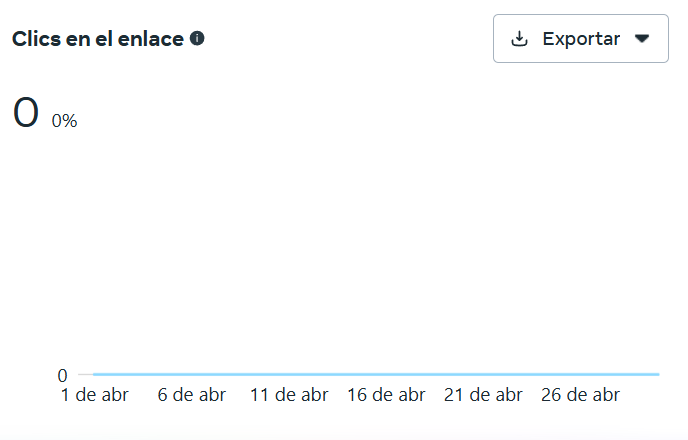 Clics en el enlace
Exportar
0 0%
0
1 de abr 6 de abr 11 de abr 16 de abr 21 de abr 26 de abr